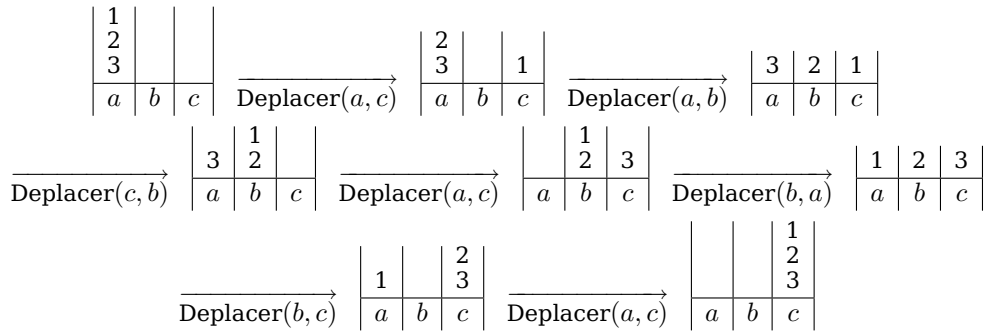 1
2 2
3 3 1 3 2 1
a b c Deplacer(a, c) a b c Deplacer(a, b) a b c
1 1
3 2 2 3 1 2 3
Deplacer(c, b) a b c Deplacer(a, c) a b c Deplacer(b, a) a b c
1
2 2
1 3 3
Deplacer(b, c) a b c Deplacer(a, c) a b c